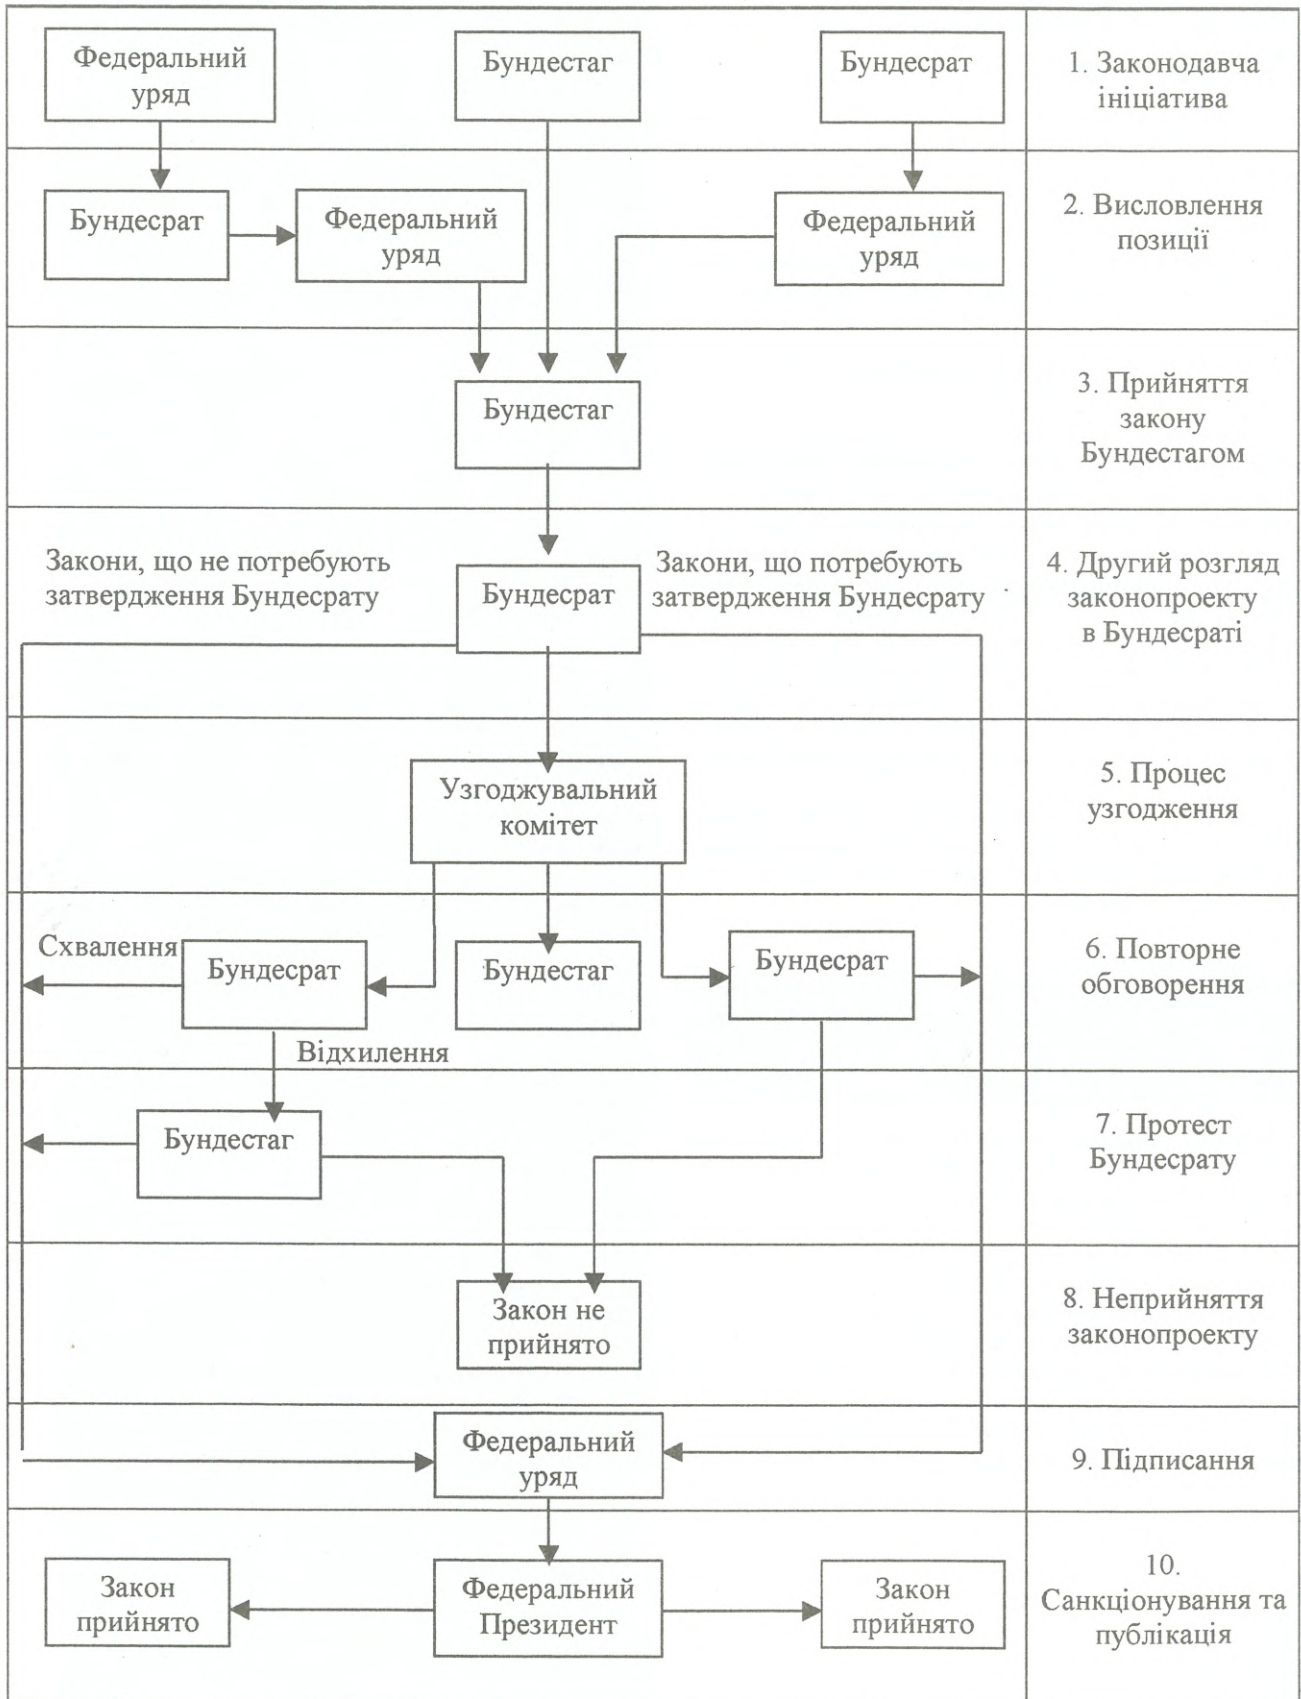 Федеральний
уряд
Бундестаг
Бундесрат
1. Законодавча
ініціатива
Бундесрат
Федеральний
уряд
Федеральний
уряд
2. Висловлення
позиції
Бундестаг
3. Прийняття
закону
Бундестагом
Закони, що не потребують
затвердження Бундесрату
Бундесрат
Закони, що потребують
затвердження Бундесрату
4. Другий розгляд
законопроекту
в Бундесраті
Узгоджувальний
комітет
5. Процес
узгодження
Схвалення
Бундесрат
Бундестаг
Бундесрат
6. Повторне
обговорення
Відхилення
Бундестаг
7. Протест
Бундесрату
Закон не
прийнято
8. Неприйняття
законопроекту
Федеральний
уряд
9. Підписання
Закон
прийнято
Федеральний
Президент
Закон
прийнято
10.
Санкціонування та
публікація